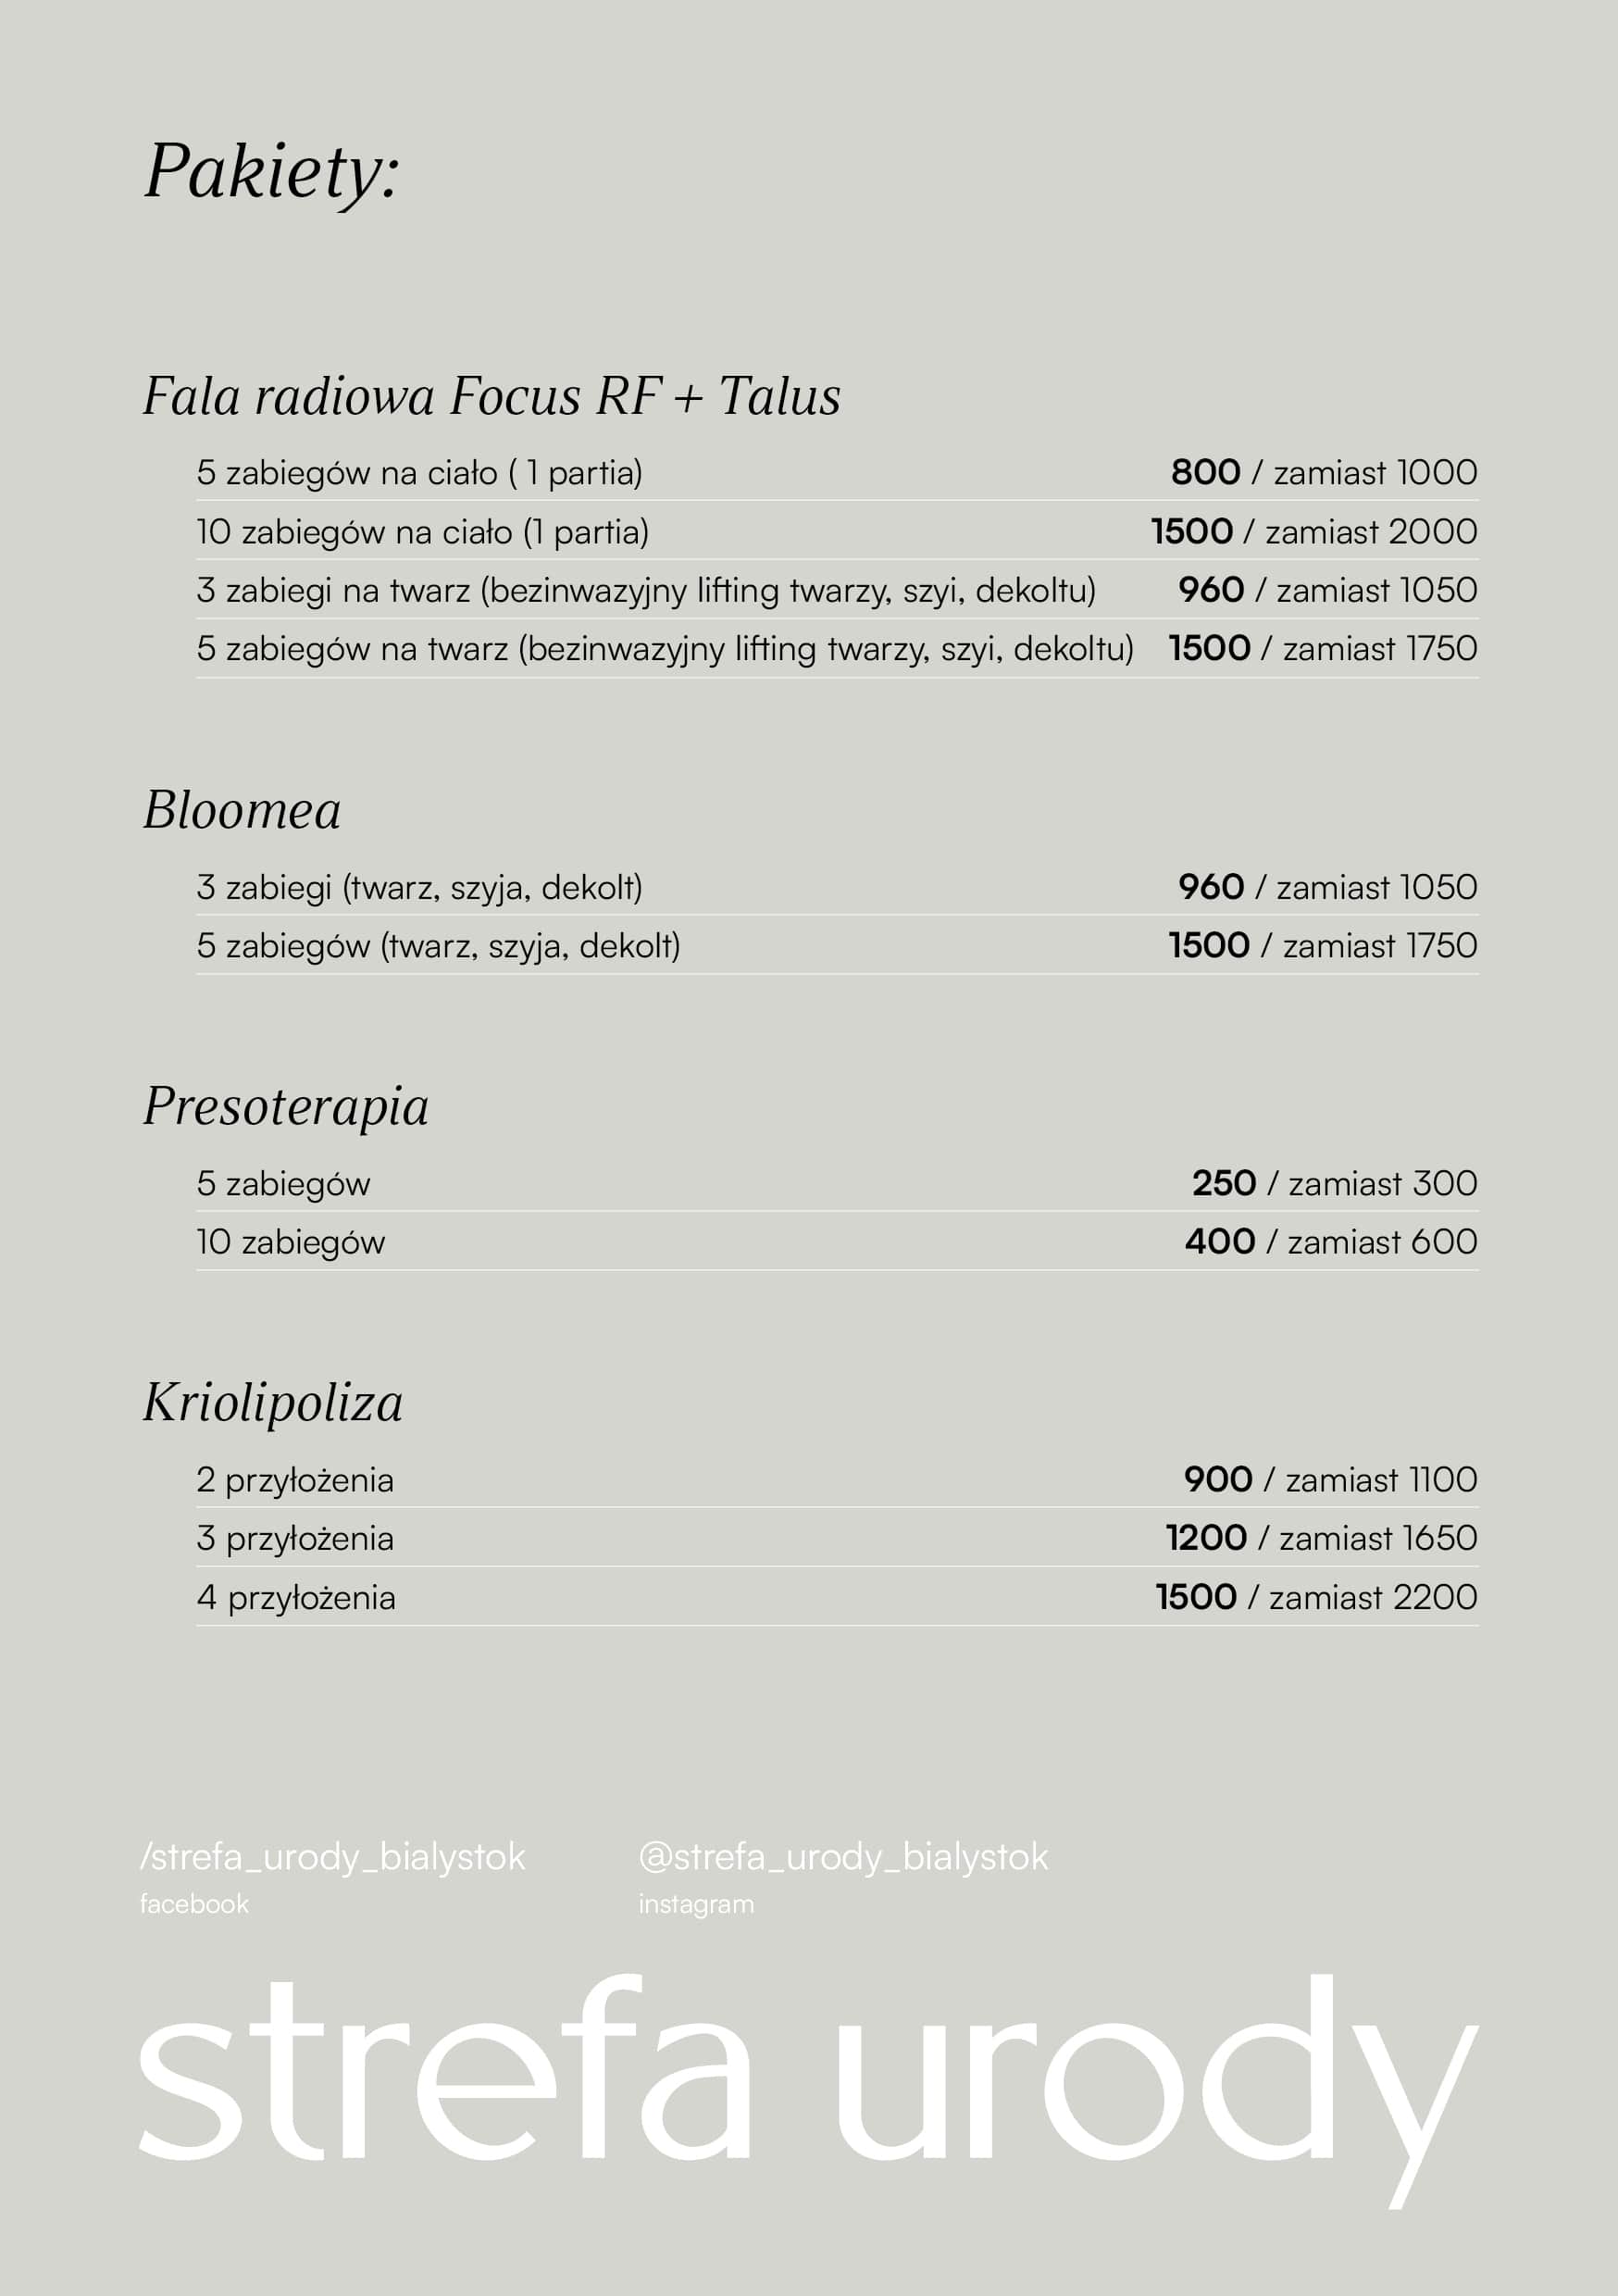 Pakiety:
Fala radiowa Focus RF + Talus
5 zabiegów na ciało ( 1 partia) 800 / zamiast 1000
10 zabiegów na ciało (1 partia) 1500 / zamiast 2000
3 zabiegi na twarz (bezinwazyjny lifting twarzy, szyi, dekoltu) 960 / zamiast 1050
5 zabiegów na twarz (bezinwazyjny lifting twarzy, szyi, dekoltu) 1500 / zamiast 1750
Bloomea
3 zabiegi (twarz, szyja, dekolt) 960 / zamiast 1050
5 zabiegów (twarz, szyja, dekolt) 1500 / zamiast 1750
Presoterapia
5 zabiegów 250 / zamiast 300
10 zabiegów 400 / zamiast 600
Kriolipoliza
2 przyłożenia 900 / zamiast 1100
3 przyłożenia 1200 / zamiast 1650
4 przyłożenia 1500 / zamiast 2200
/strefa_urody_bialystok @strefa_urody_bialystok
facebook instagram
strefa urody